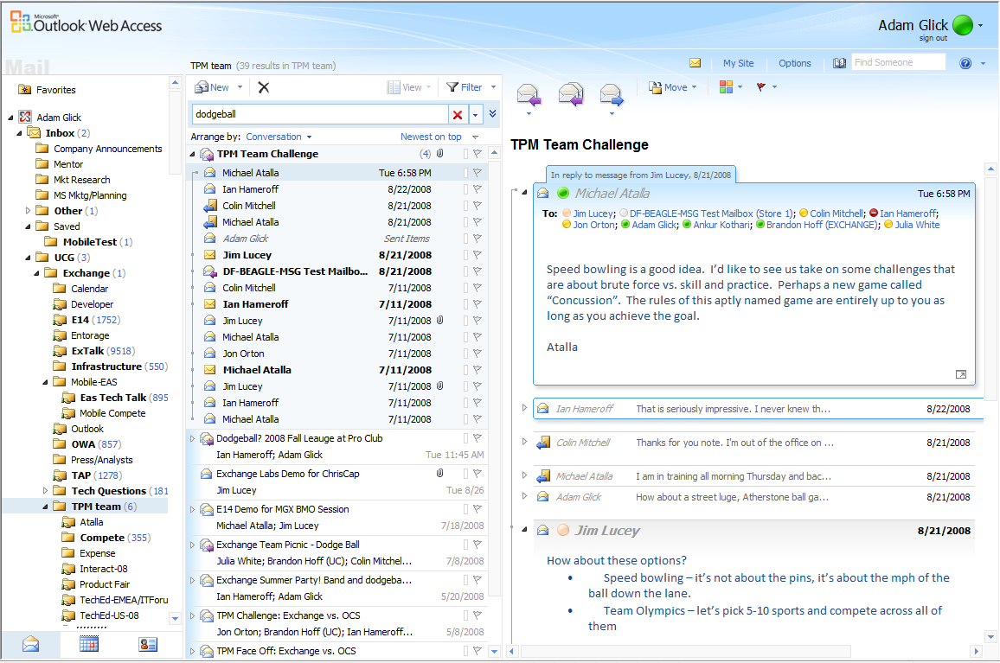 Microsoft®
Outlook Web Access
Adam Glick
sign out
Mail
TPM team (39 results in TPM team)
My Site
Options
Find Someone
Favorites
Adam Glick
Inbox (2)
Company Announcements
Mentor
Mkt Research
MS Mktg/Planning
Other (1)
Saved
MobileTest (1)
UCG (3)
Exchange (1)
Calendar
Developer
E14 (1752)
Entorage
ExTalk (9518)
Infrastructure (550)
Mobile-EAS
Eas Tech Talk (895
Mobile Compete
Outlook
OWA (857)
Press/Analysts
TAP (1278)
Tech Questions (181
TPM team (6)
Atalla
Compete (355)
Expense
Interact-08
Product Fair
TechEd-EMEA/ITForu
TechEd-US-08
New
View
Filter
dodgeball
Arrange by: Conversation
Newest on top
TPM Team Challenge (4)
Michael Atalla Tue 6:58 PM
Ian Hameroff 8/22/2008
Colin Mitchell 8/21/2008
Michael Atalla 8/21/2008
Adam Glick Sent Items
Jim Lucey 8/21/2008
DF-BEAGLE-MSG Test Mailbo... 8/21/2008
Colin Mitchell 7/11/2008
Ian Hameroff 7/11/2008
Jim Lucey 7/11/2008
Michael Atalla 7/11/2008
Jon Orton 7/11/2008
Michael Atalla 7/11/2008
Jim Lucey 7/11/2008
Ian Hameroff 7/11/2008
Michael Atalla 7/11/2008
Dodgeball? 2008 Fall Leauge at Pro Club
Ian Hameroff; Adam Glick Tue 11:45 AM
Exchange Labs Demo for ChrisCap
Jim Lucey Tue 8/26
E14 Demo for MGX BMO Session
Michael Atalla; Jim Lucey 7/18/2008
Exchange Team Picnic - Dodge Ball
Julia White; Brandon Hoff (UC); Colin Mitchel... 7/8/2008
Exchange Summer Party! Band and dodgeba...
Ian Hameroff; Adam Glick 5/20/2008
TPM Challenge: Exchange vs. OCS
Jon Orton; Brandon Hoff (UC); Ian Hameroff... 5/8/2008
TPM Face Off: Exchange vs. OCS
Move
TPM Team Challenge
In reply to message from Jim Lucey, 8/21/2008
Michael Atalla Tue 6:58 PM
To: Jim Lucey; DF-BEAGLE-MSG Test Mailbox (Store 1); Colin Mitchell; Ian Hameroff;
Jon Orton; Adam Glick; Ankur Kothari; Brandon Hoff (EXCHANGE); Julia White
Speed bowling is a good idea. I'd like to see us take on some challenges that
are about brute force vs. skill and practice. Perhaps a new game called
“Concussion”. The rules of this aptly named game are entirely up to you as
long as you achieve the goal.
Atalla
Ian Hameroff That is seriously impressive. I never knew th... 8/22/2008
Colin Mitchell Thanks for you note. I'm out of the office on ... 8/21/2008
Michael Atalla I am in training all morning Thursday and bac... 8/21/2008
Adam Glick How about a street luge, Atherstone ball ga... 8/21/2008
Jim Lucey 8/21/2008
How about these options?
• Speed bowling – it's not about the pins, it's about the mph of the
ball down the lane.
• Team Olympics – let's pick 5-10 sports and compete across all of
them